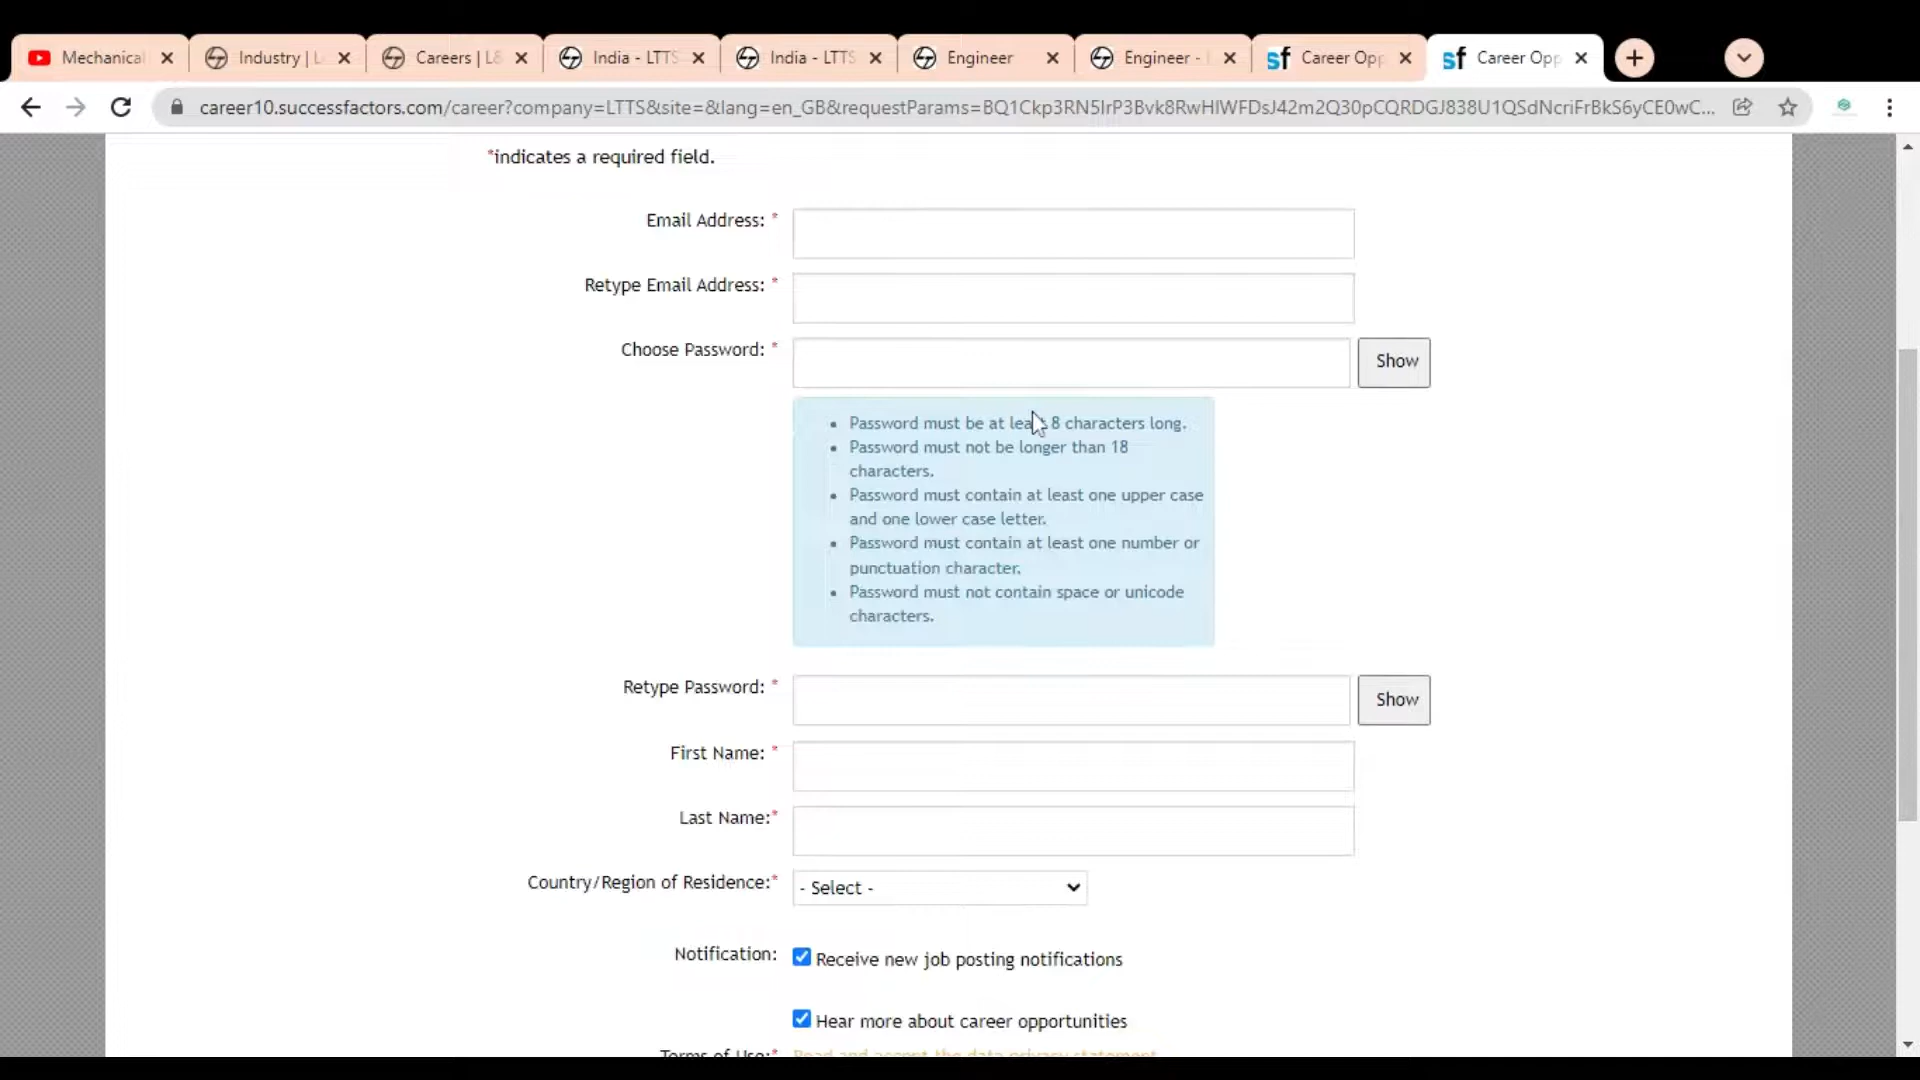 Mechanical
Industry | L
Careers | L&
India - LTTS
India - LTTS
Engineer
Engineer -
sf Career Opp
sf Career Opp
career10.successfactors.com/career?company=LTTS&site=&lang=en_GB&requestParams=BQ1Ckp3RN5IrP3Bvk8RwHIWFDsJ42m2Q30pCQRDGJ838U1QSdNcriFrBkS6yCE0wC...
*indicates a required field.
Email Address: *
Retype Email Address: *
Choose Password: *
Show
• Password must be at least 8 characters long.
• Password must not be longer than 18
characters.
• Password must contain at least one upper case
and one lower case letter.
• Password must contain at least one number or
punctuation character.
• Password must not contain space or unicode
characters.
Retype Password: *
Show
First Name: *
Last Name:*
Country/Region of Residence:*
- Select -
Notification:
Receive new job posting notifications
Hear more about career opportunities
Terms of Use:* Read and accept the data privacy statement.